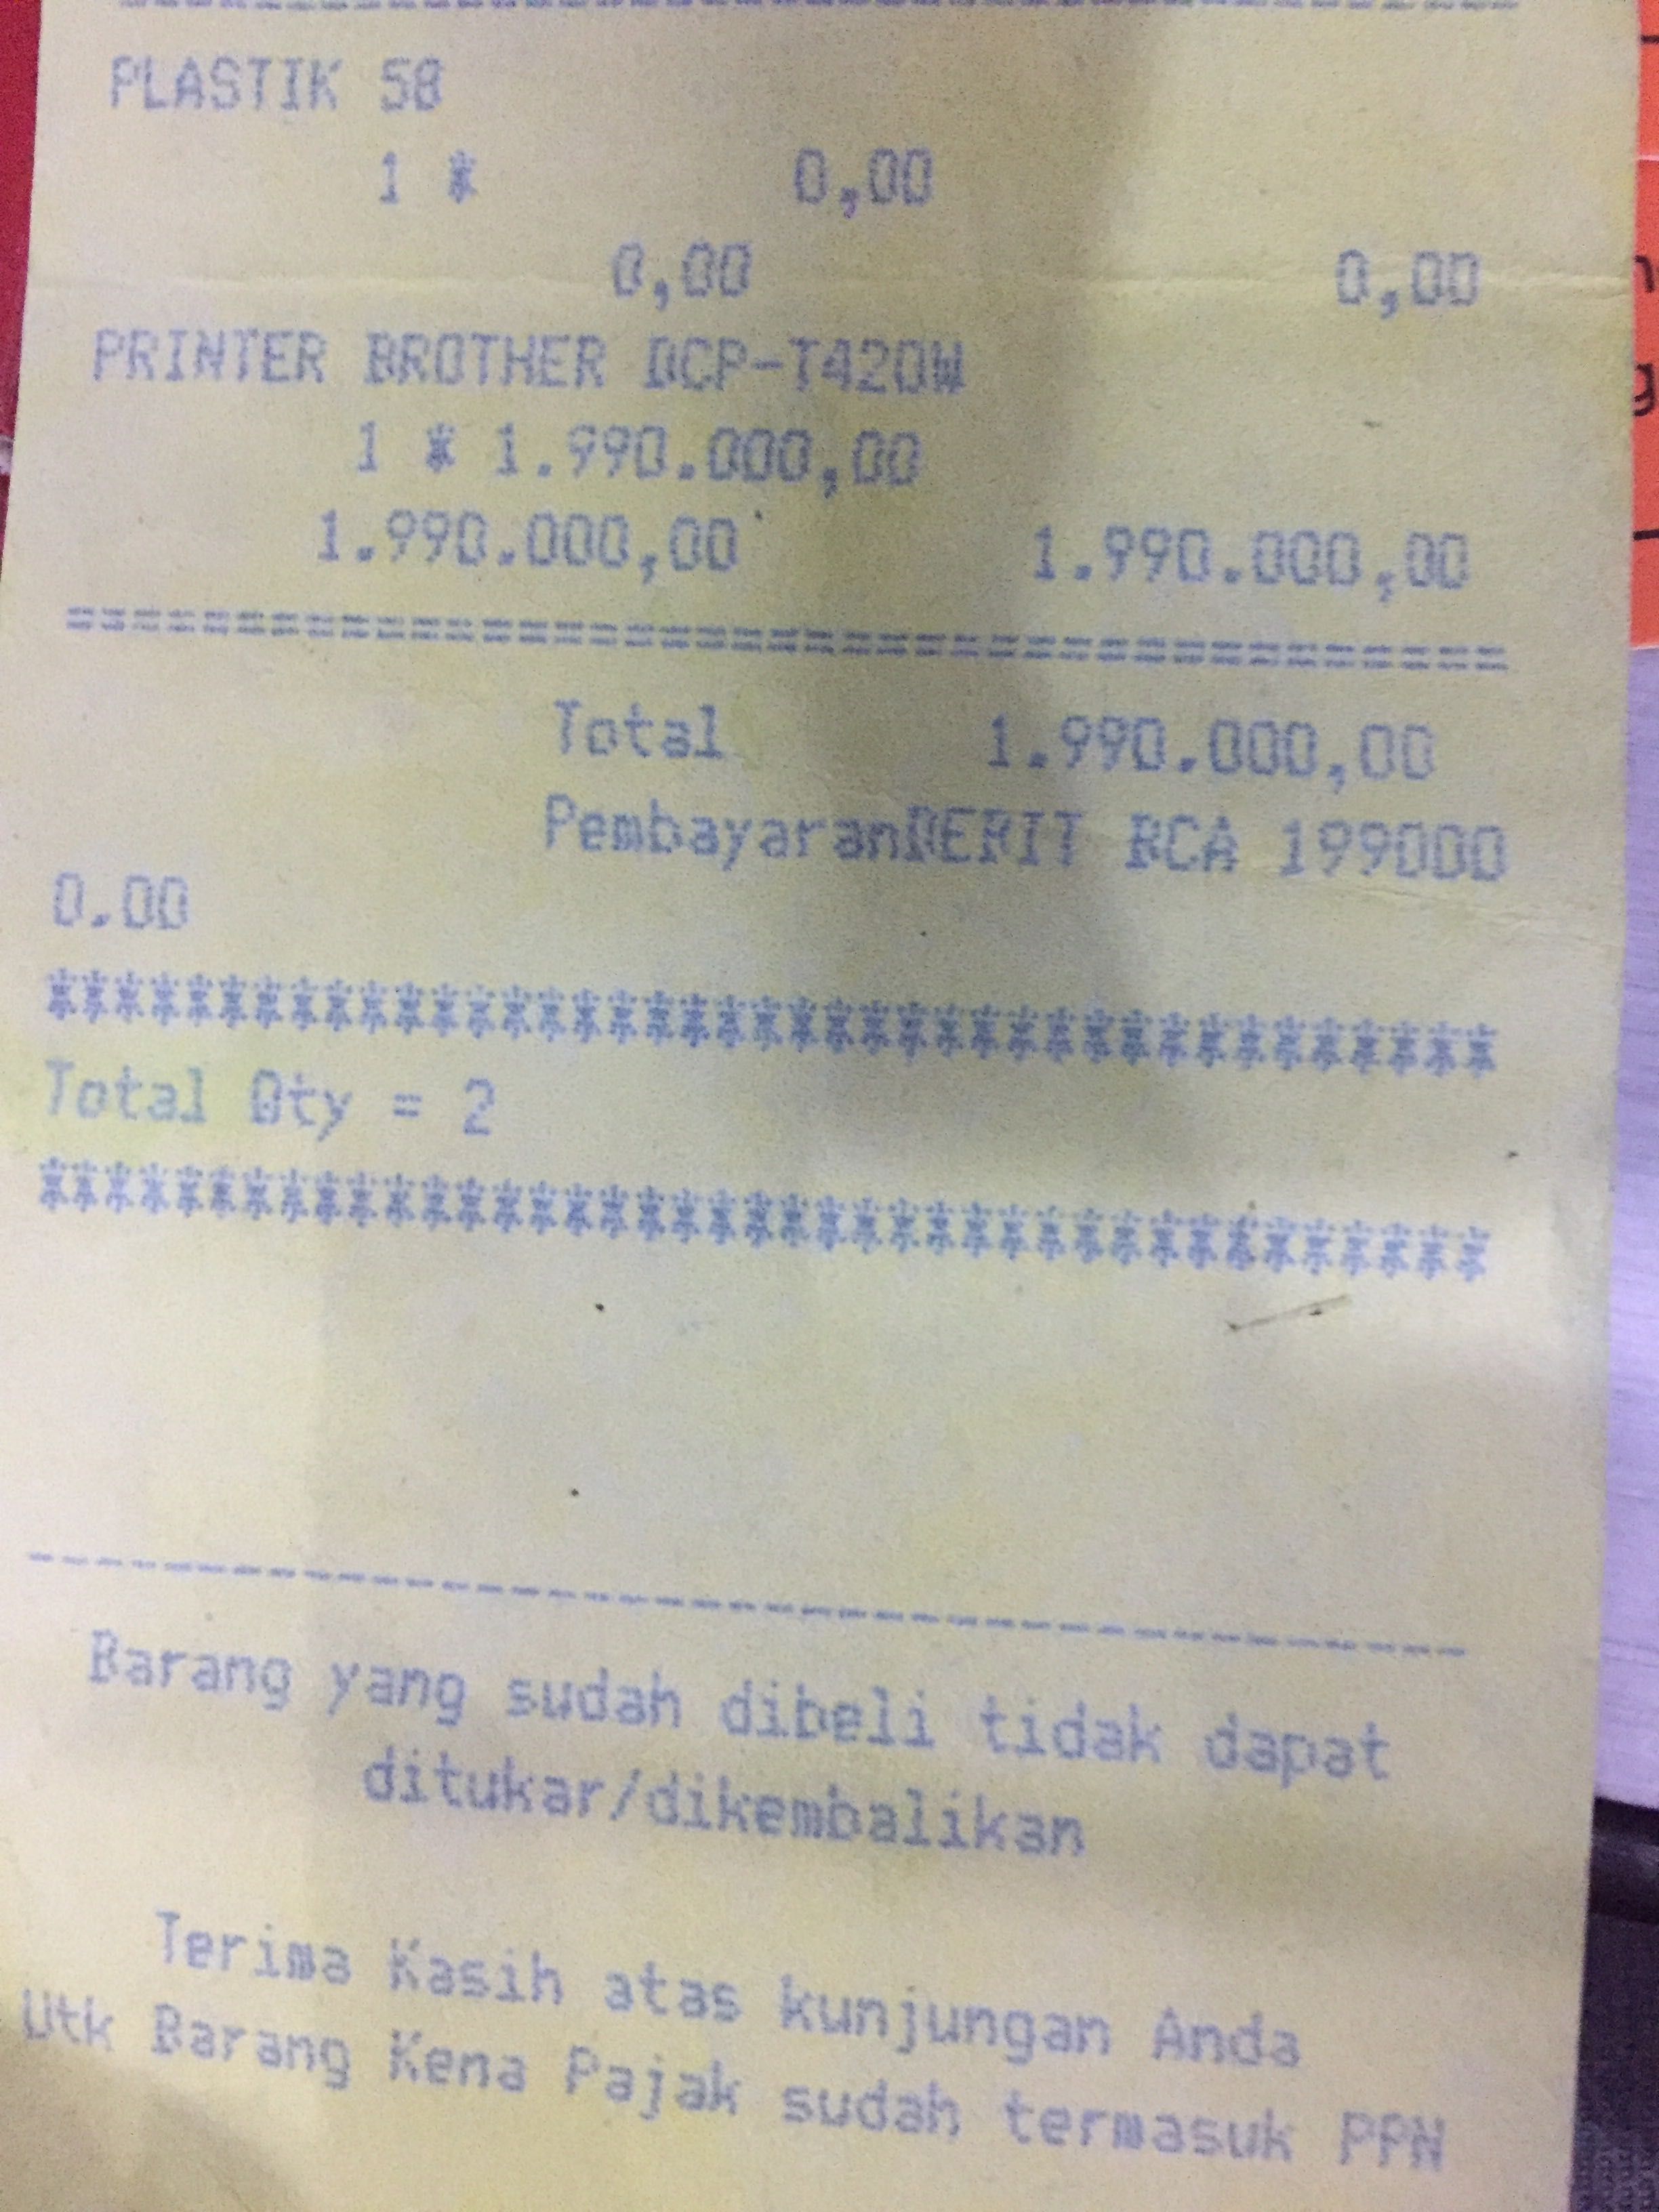 PLASTIK 58
1 * 0,00
0,00 0,00
PRINTER BROTHER DCP-T420W
1 * 1.990.000,00
1.990.000,00 1.990.000,00
========================================
Total 1.990.000,00
PembayaranDEBIT BCA 199000
0.00
****************************************
Total Qty = 2
****************************************
----------------------------------------
Barang yang sudah dibeli tidak dapat
ditukar/dikembalikan
Terima Kasih atas kunjungan Anda
Utk Barang Kena Pajak sudah termasuk PPN